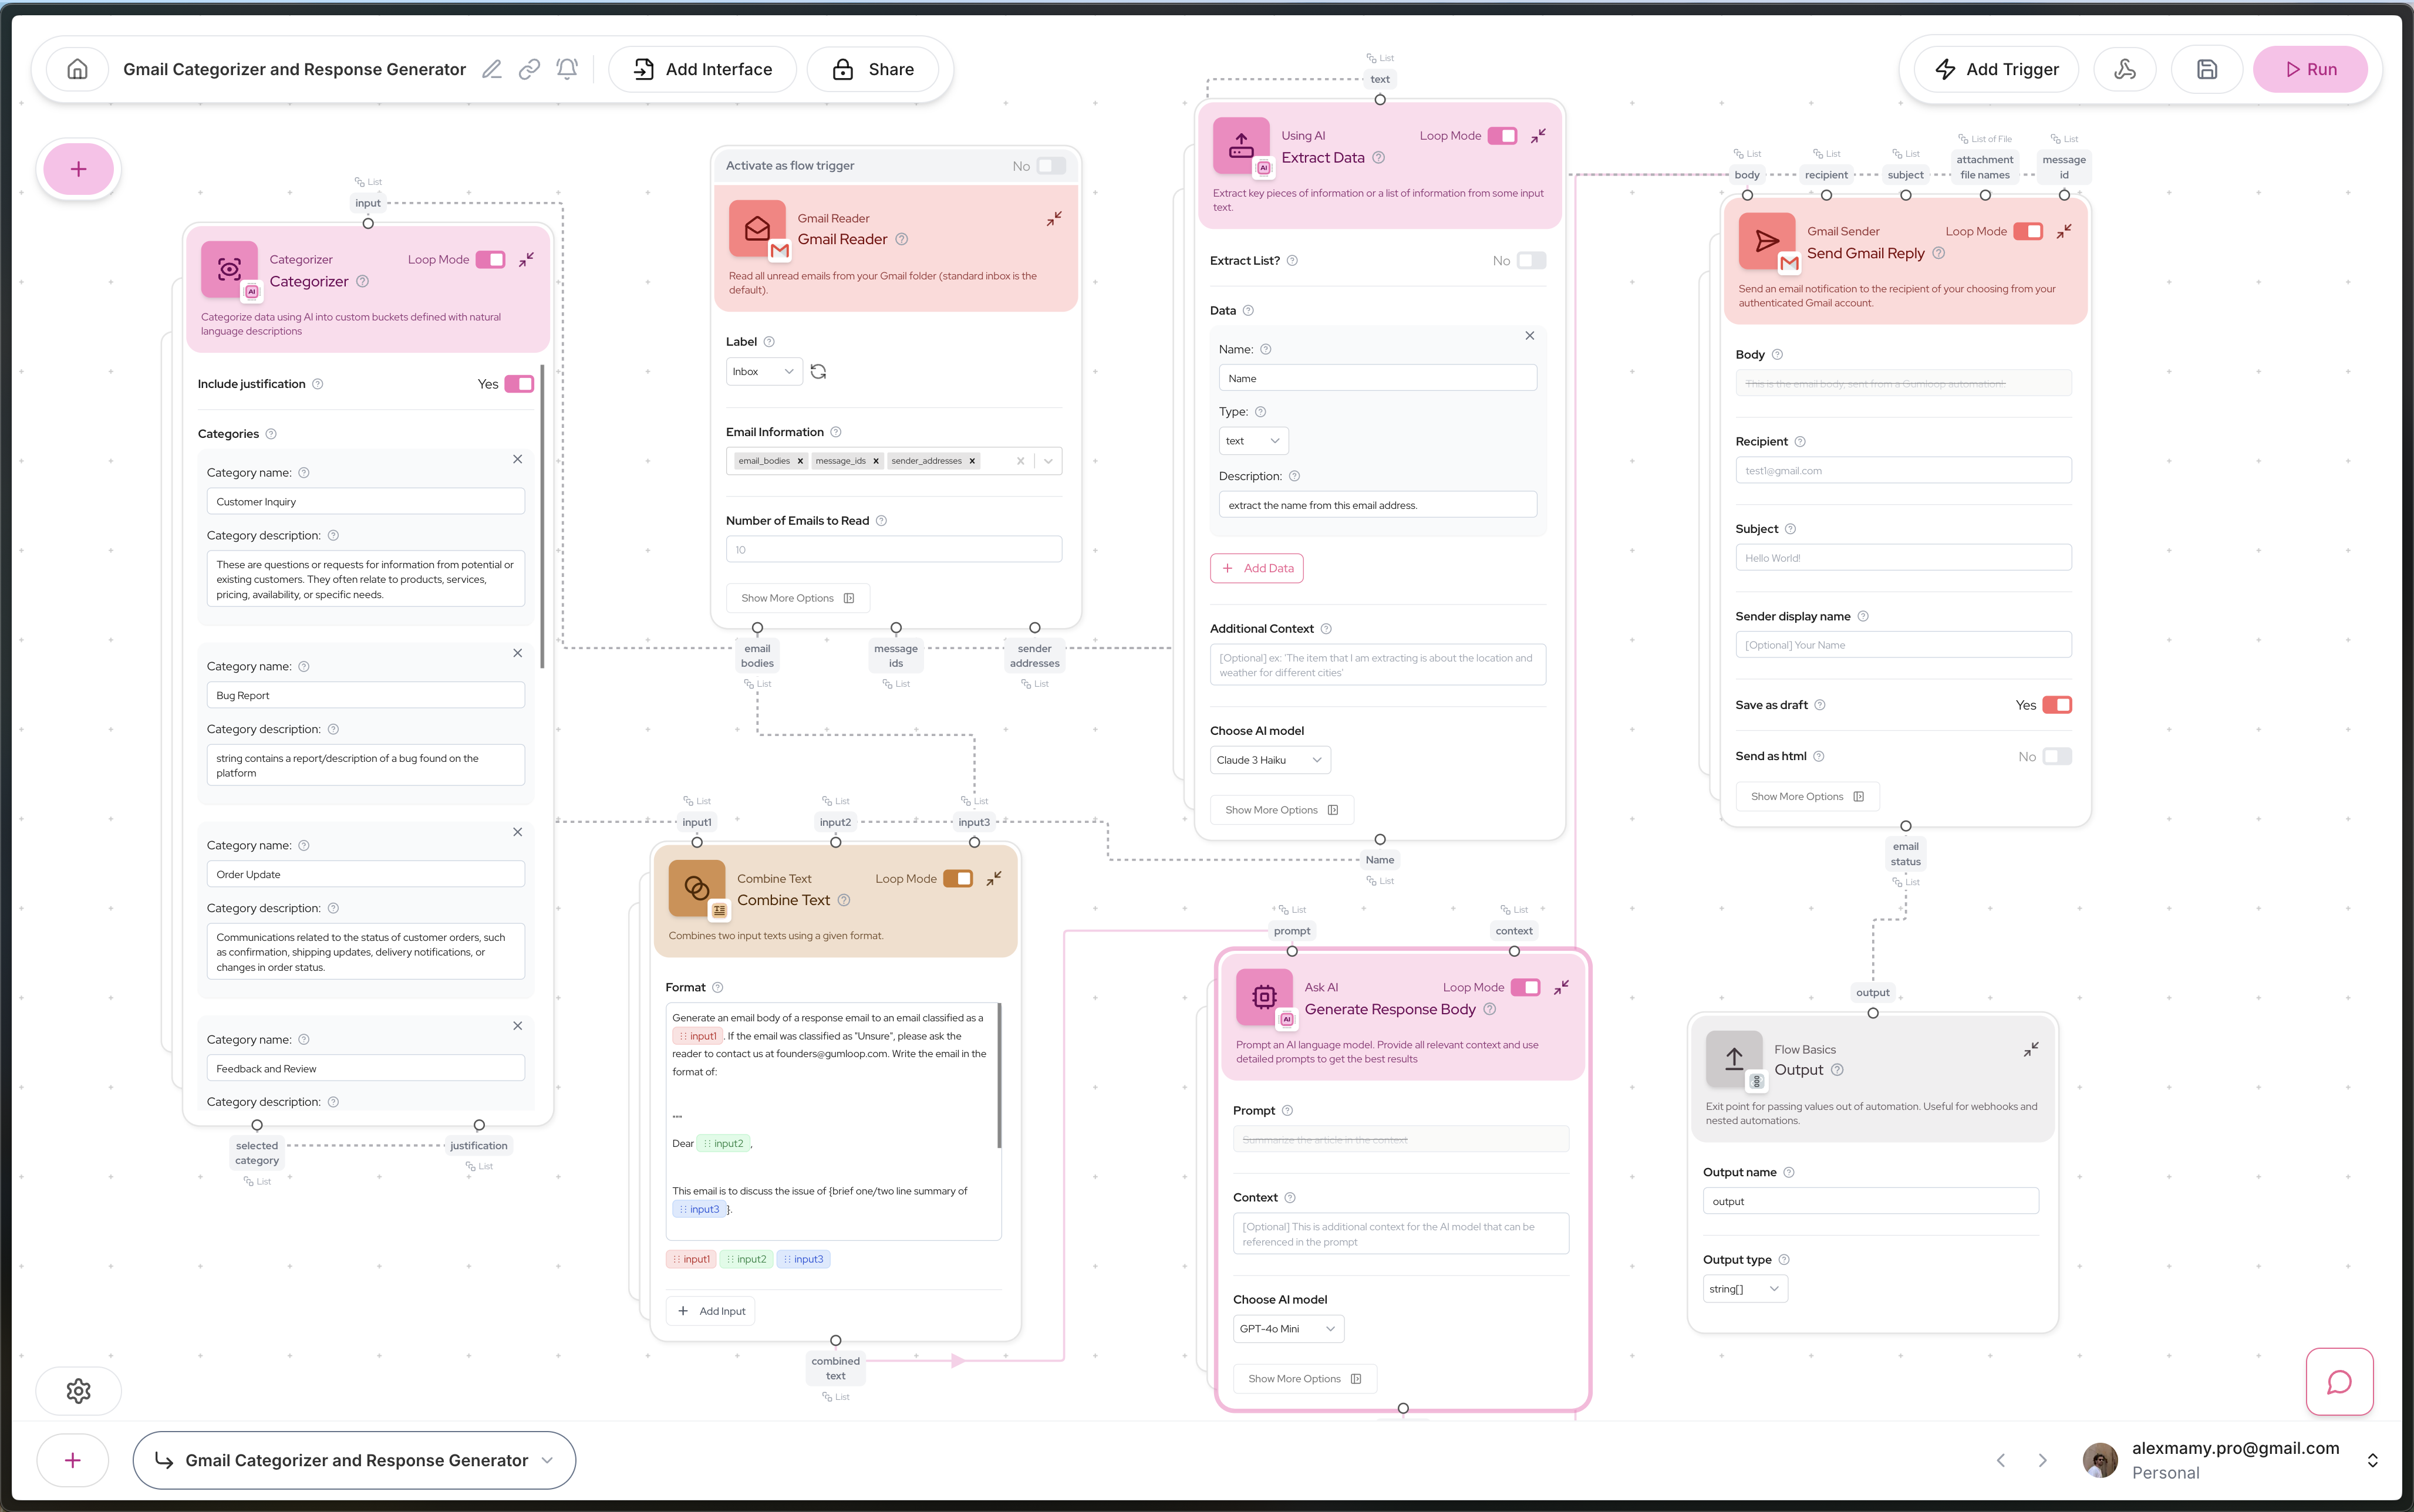 Gmail Categorizer and Response Generator
Add Interface
Share
Add Trigger
Run
List
input
Categorizer
Loop Mode
Categorizer
AI
Categorize data using AI into custom buckets defined with natural
language descriptions
Include justification
Yes
Categories
Category name:
Customer Inquiry
Category description:
These are questions or requests for information from potential or
existing customers. They often relate to products, services,
pricing, availability, or specific needs.
Category name:
Bug Report
Category description:
string contains a report/description of a bug found on the
platform
Category name:
Order Update
Category description:
Communications related to the status of customer orders, such
as confirmation, shipping updates, delivery notifications, or
changes in order status.
Category name:
Feedback and Review
Category description:
selected
category
List
justification
List
Activate as flow trigger
No
Gmail Reader
Gmail Reader
Read all unread emails from your Gmail folder (standard inbox is the
default).
Label
Inbox
Email Information
email_bodies
message_ids
sender_addresses
Number of Emails to Read
10
Show More Options
email
bodies
List
message
ids
List
sender
addresses
List
List
input1
List
input2
List
input3
Combine Text
Loop Mode
Combine Text
Combines two input texts using a given format.
Format
Generate an email body of a response email to an email classified as a
input1. If the email was classified as "Unsure", please ask the
reader to contact us at founders@gumloop.com. Write the email in the
format of:
"""
Dear input2,
This email is to discuss the issue of {brief one/two line summary of
input3}.
input1 input2 input3
Add Input
combined
text
List
List
text
Using AI
Loop Mode
Extract Data
AI
Extract key pieces of information or a list of information from some input
text.
Extract List?
No
Data
Name:
Name
Type:
text
Description:
extract the name from this email address.
Add Data
Additional Context
[Optional] ex: 'The item that I am extracting is about the location and
weather for different cities'
Choose AI model
Claude 3 Haiku
Show More Options
Name
List
List
prompt
List
context
Ask AI
Loop Mode
Generate Response Body
AI
Prompt an AI language model. Provide all relevant context and use
detailed prompts to get the best results
Prompt
Summarize the article in the context
Context
[Optional] This is additional context for the AI model that can be
referenced in the prompt
Choose AI model
GPT-4o Mini
Show More Options
List
body
List
recipient
List
subject
List of File
attachment
file names
List
message
id
Gmail Sender
Loop Mode
Send Gmail Reply
Send an email notification to the recipient of your choosing from your
authenticated Gmail account.
Body
This is the email body, sent from a Gumloop automation!
Recipient
test1@gmail.com
Subject
Hello World!
Sender display name
[Optional] Your Name
Save as draft
Yes
Send as html
No
Show More Options
email
status
List
output
Flow Basics
Output
Exit point for passing values out of automation. Useful for webhooks and
nested automations.
Output name
output
Output type
string[]
Gmail Categorizer and Response Generator
alexmamy.pro@gmail.com
Personal